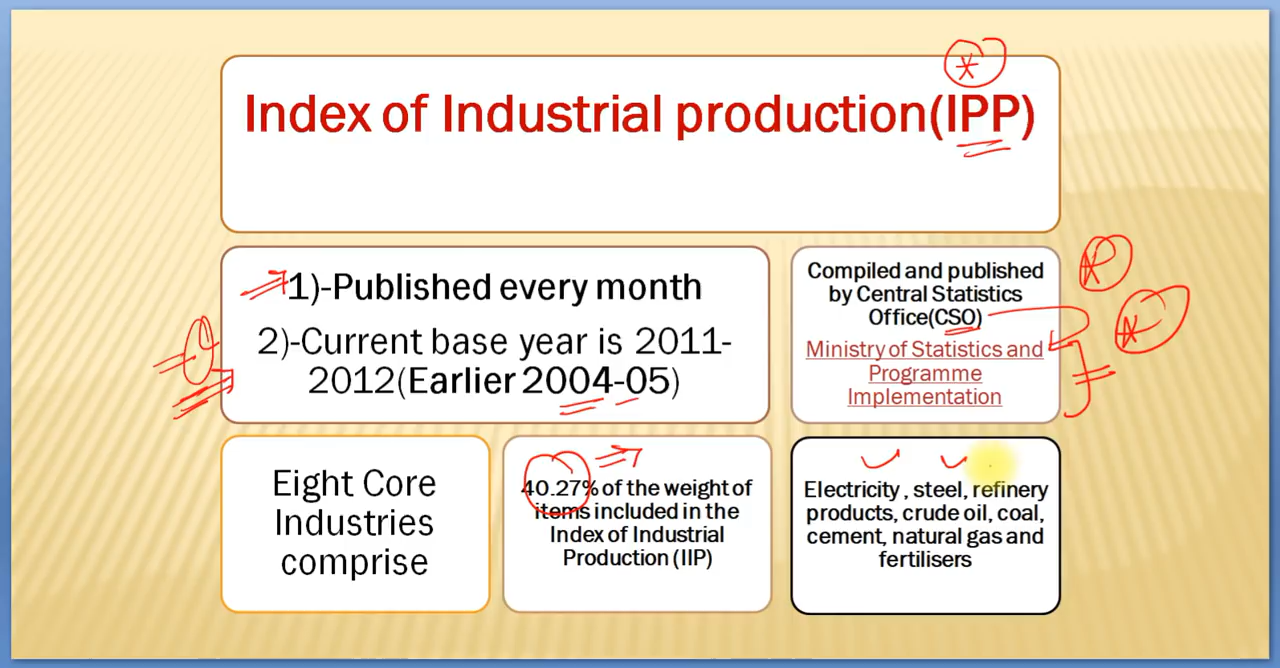 Index of Industrial production(IPP)
1)-Published every month
2)-Current base year is 2011-
2012(Earlier 2004-05)
Compiled and published
by Central Statistics
Office(CSO)
Ministry of Statistics and
Programme
Implementation
Eight Core
Industries
comprise
40.27% of the weight of
items included in the
Index of Industrial
Production (IIP)
Electricity , steel, refinery
products, crude oil, coal,
cement, natural gas and
fertilisers